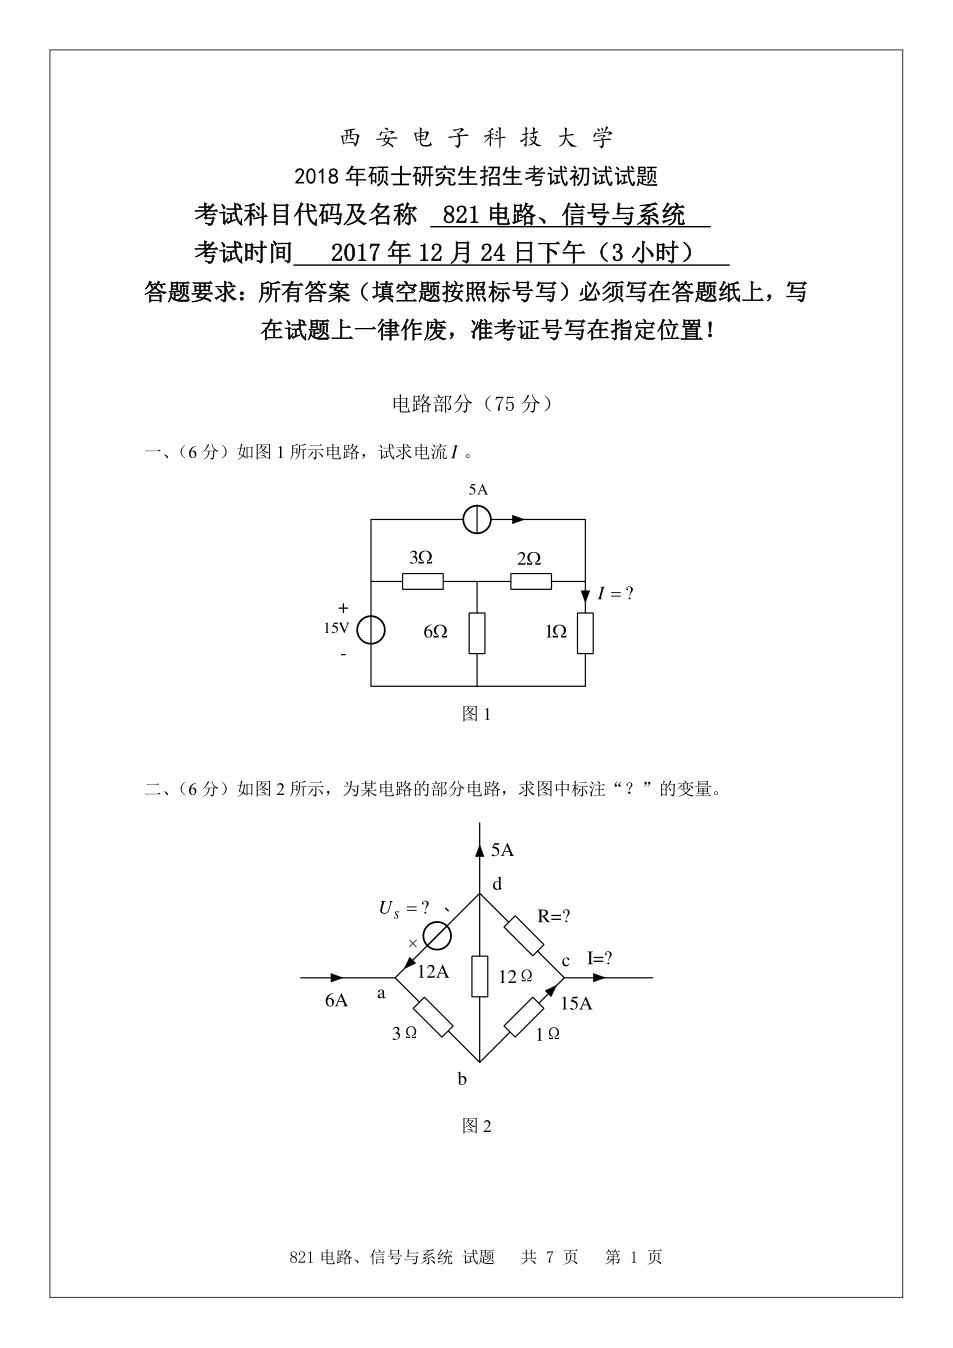 西 安 电 子 科 技 大 学
2018 年硕士研究生招生考试初试试题
考试科目代码及名称 821 电路、信号与系统
考试时间 2017 年 12 月 24 日下午（3 小时）
答题要求：所有答案（填空题按照标号写）必须写在答题纸上，写
在试题上一律作废，准考证号写在指定位置！
电路部分（75 分）
一、（6 分）如图 1 所示电路，试求电流 I 。
5A
3Ω
2Ω
I = ?
+
15V
-
6Ω
1Ω
图 1
二、（6 分）如图 2 所示，为某电路的部分电路，求图中标注“？”的变量。
5A
d
U_S = ? 、
R=?
×
12A
12Ω
c
I=?
6A
a
15A
3Ω
1Ω
b
图 2
821 电路、信号与系统 试题 共 7 页 第 1 页